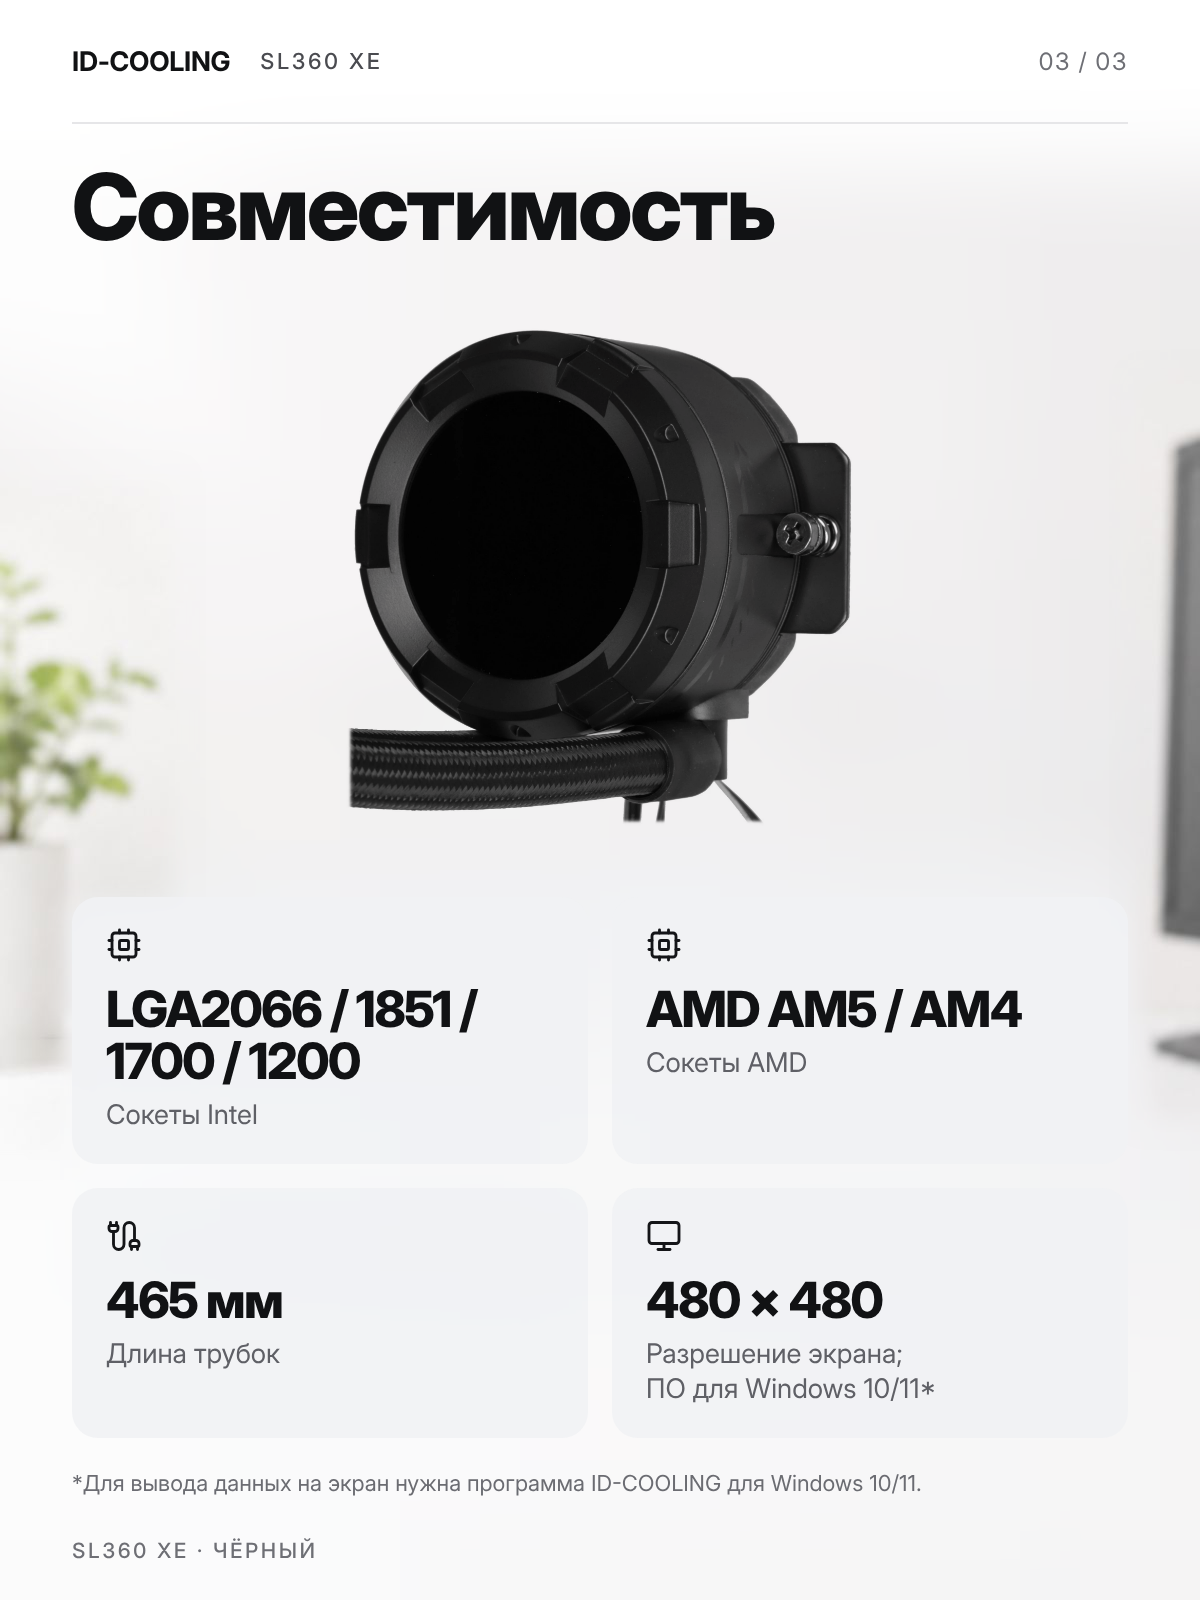 ID-COOLING SL360 XE 03 / 03
Совместимость
LGA2066 / 1851 /
1700 / 1200
Сокеты Intel
AMD AM5 / AM4
Сокеты AMD
465 мм
Длина трубок
480 × 480
Разрешение экрана;
ПО для Windows 10/11*
*Для вывода данных на экран нужна программа ID-COOLING для Windows 10/11.
SL360 XE · ЧЁРНЫЙ